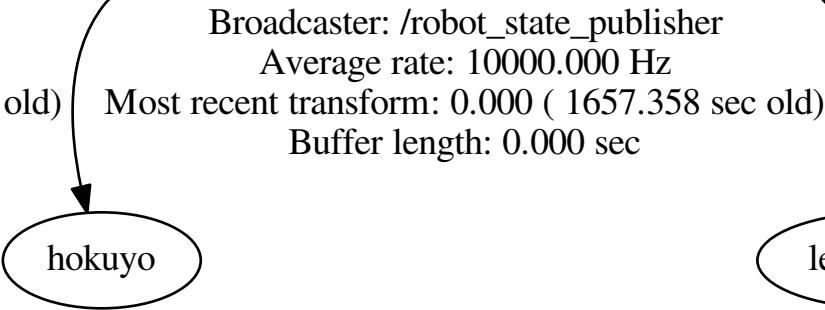 Broadcaster: /robot_state_publisher
Average rate: 10000.000 Hz
old) Most recent transform: 0.000 ( 1657.358 sec old)
Buffer length: 0.000 sec
hokuyo